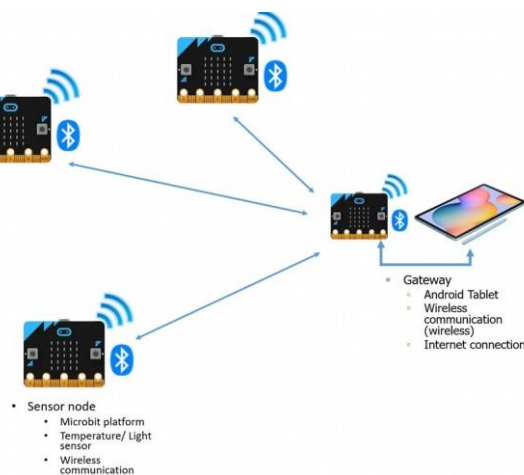 Gateway
Android Tablet
Wireless
communication
(wireless)
Internet connection
Sensor node
Microbit platform
Temperature/ Light
sensor
Wireless
communication